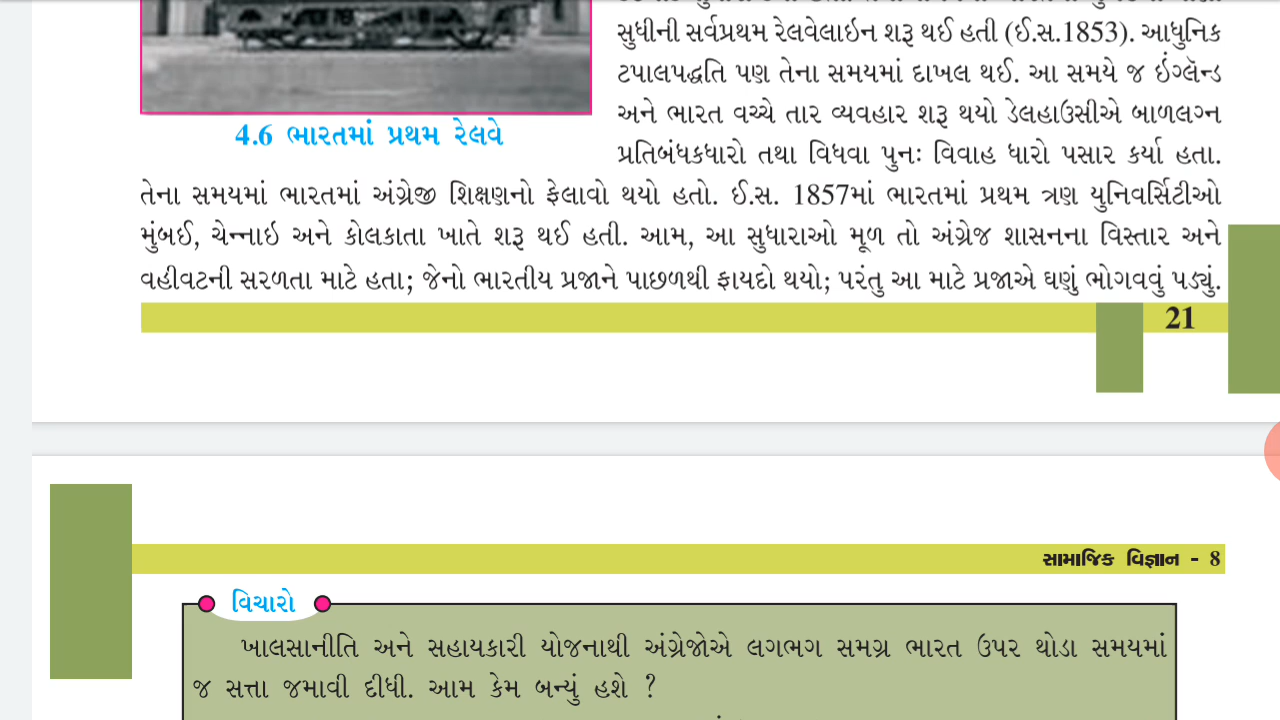 સુધીની સર્વપ્રથમ રેલવેલાઇન શરૂ થઈ હતી (ઈ.સ.1853). આધુનિક
ટપાલપદ્ધતિ પણ તેના સમયમાં દાખલ થઈ. આ સમયે જ ઇંગ્લૅન્ડ
અને ભારત વચ્ચે તાર વ્યવહાર શરૂ થયો ડેલહાઉસીએ બાળલગ્ન
4.6 ભારતમાં પ્રથમ રેલવે
પ્રતિબંધકધારો તથા વિધવા પુનઃ વિવાહ ધારો પસાર કર્યા હતા.
તેના સમયમાં ભારતમાં અંગ્રેજી શિક્ષણનો ફેલાવો થયો હતો. ઈ.સ. 1857માં ભારતમાં પ્રથમ ત્રણ યુનિવર્સિટીઓ
મુંબઈ, ચેન્નાઇ અને કોલકાતા ખાતે શરૂ થઈ હતી. આમ, આ સુધારાઓ મૂળ તો અંગ્રેજ શાસનના વિસ્તાર અને
વહીવટની સરળતા માટે હતા; જેનો ભારતીય પ્રજાને પાછળથી ફાયદો થયો; પરંતુ આ માટે પ્રજાએ ઘણું ભોગવવું પડ્યું.
21
સામાજિક વિજ્ઞાન - 8
વિચારો
ખાલસાનીતિ અને સહાયકારી યોજનાથી અંગ્રેજોએ લગભગ સમગ્ર ભારત ઉપર થોડા સમયમાં
જ સત્તા જમાવી દીધી. આમ કેમ બન્યું હશે ?